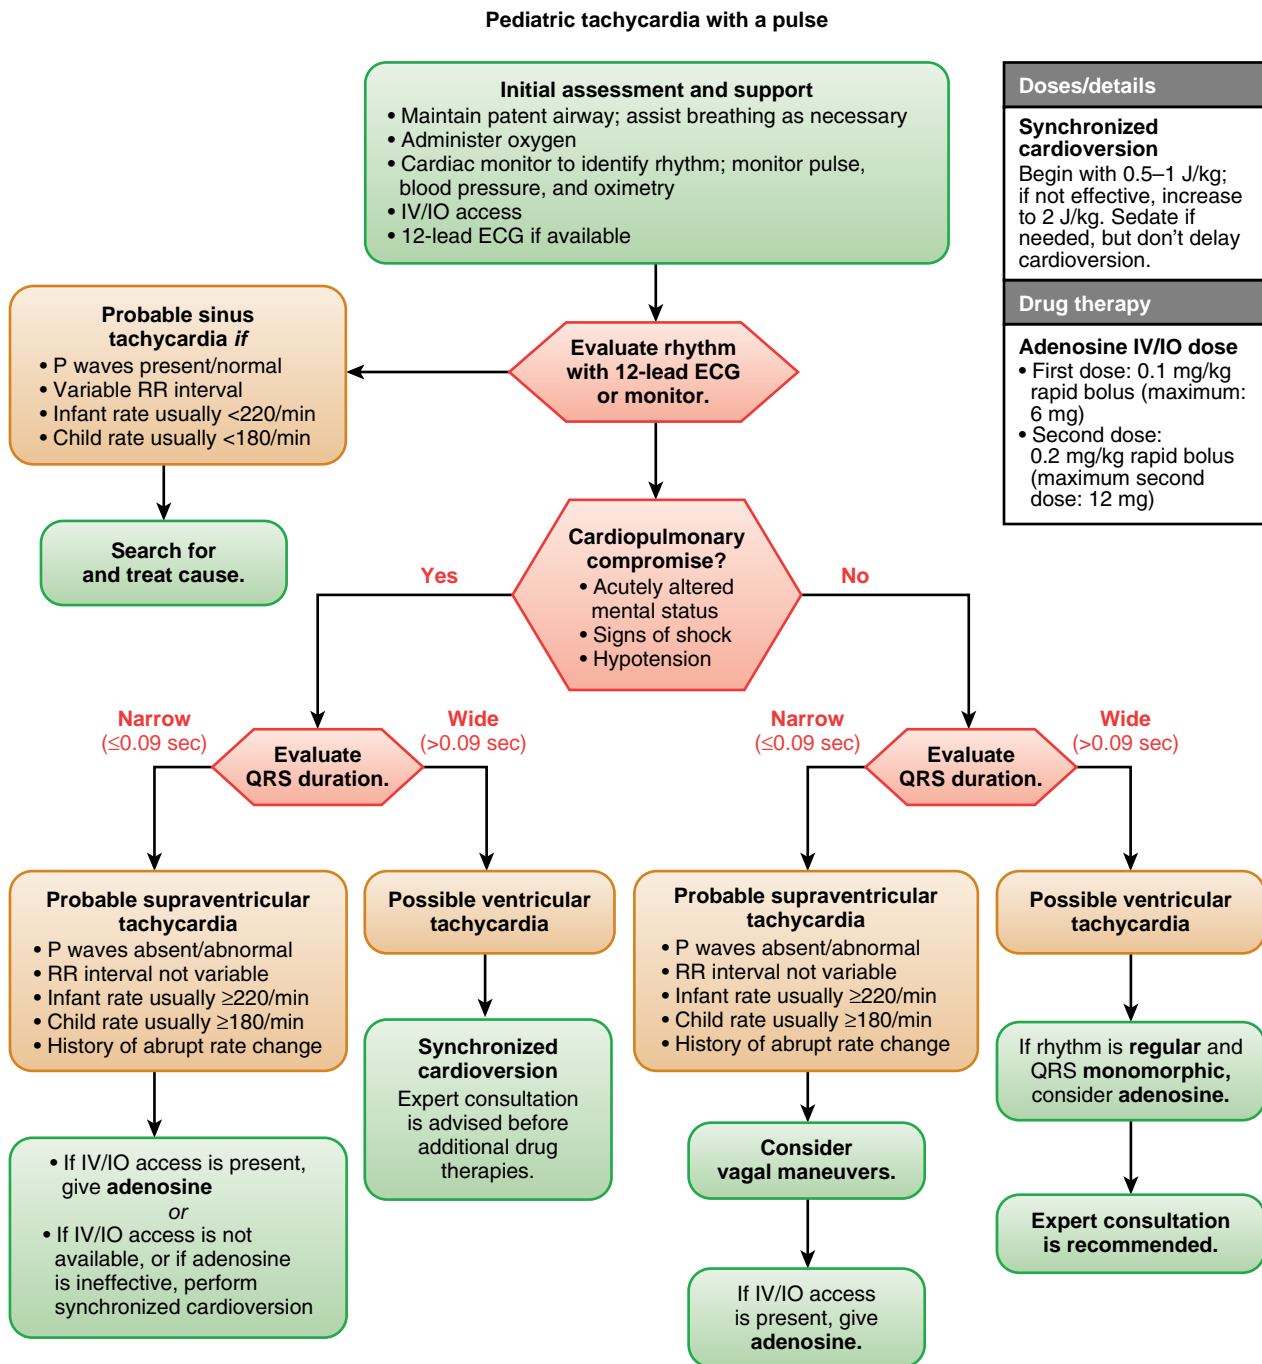 Pediatric tachycardia with a pulse
Initial assessment and support
• Maintain patent airway; assist breathing as necessary
• Administer oxygen
• Cardiac monitor to identify rhythm; monitor pulse,
blood pressure, and oximetry
• IV/IO access
• 12-lead ECG if available
Doses/details
Synchronized
cardioversion
Begin with 0.5–1 J/kg;
if not effective, increase
to 2 J/kg. Sedate if
needed, but don’t delay
cardioversion.
Drug therapy
Adenosine IV/IO dose
• First dose: 0.1 mg/kg
rapid bolus (maximum:
6 mg)
• Second dose:
0.2 mg/kg rapid bolus
(maximum second
dose: 12 mg)
Probable sinus
tachycardia if
• P waves present/normal
• Variable RR interval
• Infant rate usually <220/min
• Child rate usually <180/min
Evaluate rhythm
with 12-lead ECG
or monitor.
Search for
and treat cause.
Cardiopulmonary
compromise?
• Acutely altered
mental status
• Signs of shock
• Hypotension
Yes
No
Narrow
(≤0.09 sec)
Evaluate
QRS duration.
Wide
(>0.09 sec)
Narrow
(≤0.09 sec)
Evaluate
QRS duration.
Wide
(>0.09 sec)
Probable supraventricular
tachycardia
• P waves absent/abnormal
• RR interval not variable
• Infant rate usually ≥220/min
• Child rate usually ≥180/min
• History of abrupt rate change
Possible ventricular
tachycardia
Probable supraventricular
tachycardia
• P waves absent/abnormal
• RR interval not variable
• Infant rate usually ≥220/min
• Child rate usually ≥180/min
• History of abrupt rate change
Possible ventricular
tachycardia
• If IV/IO access is present,
give adenosine
or
• If IV/IO access is not
available, or if adenosine
is ineffective, perform
synchronized cardioversion
Synchronized
cardioversion
Expert consultation
is advised before
additional drug
therapies.
Consider
vagal maneuvers.
If IV/IO access
is present, give
adenosine.
If rhythm is regular and
QRS monomorphic,
consider adenosine.
Expert consultation
is recommended.